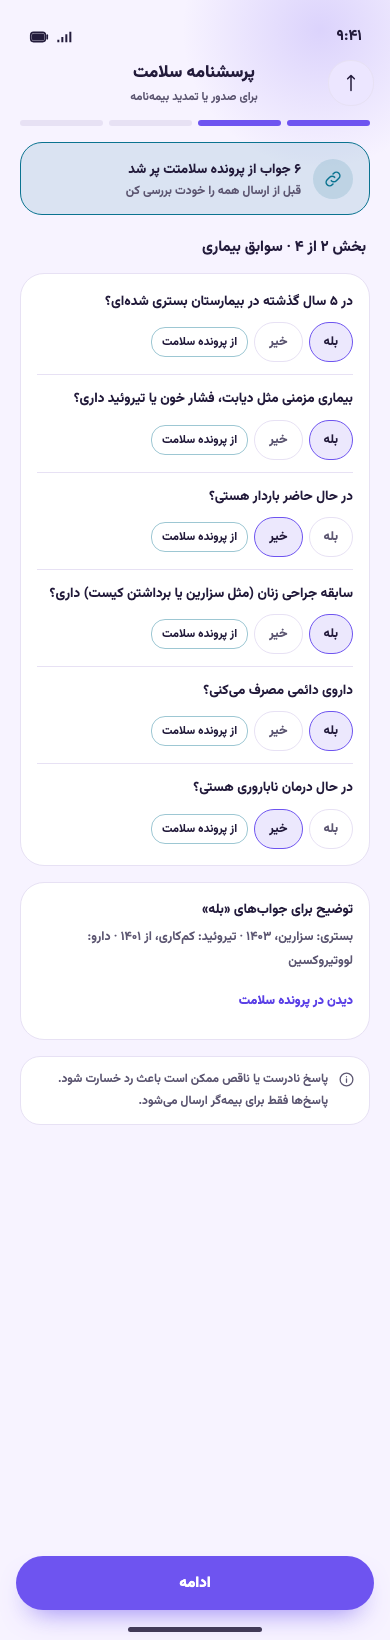 ۹:۴۱
پرسشنامه سلامت
برای صدور یا تمدید بیمه‌نامه
۶ جواب از پرونده سلامتت پر شد
قبل از ارسال همه را خودت بررسی کن
بخش ۲ از ۴ · سوابق بیماری
در ۵ سال گذشته در بیمارستان بستری شده‌ای؟
بله خیر از پرونده سلامت
بیماری مزمنی مثل دیابت، فشار خون یا تیروئید داری؟
بله خیر از پرونده سلامت
در حال حاضر باردار هستی؟
بله خیر از پرونده سلامت
سابقه جراحی زنان (مثل سزارین یا برداشتن کیست) داری؟
بله خیر از پرونده سلامت
داروی دائمی مصرف می‌کنی؟
بله خیر از پرونده سلامت
در حال درمان ناباروری هستی؟
بله خیر از پرونده سلامت
توضیح برای جواب‌های «بله»
بستری: سزارین، ۱۴۰۳ · تیروئید: کم‌کاری، از ۱۴۰۱ · دارو:
لووتیروکسین
دیدن در پرونده سلامت
پاسخ نادرست یا ناقص ممکن است باعث رد خسارت شود.
پاسخ‌ها فقط برای بیمه‌گر ارسال می‌شود.
ادامه